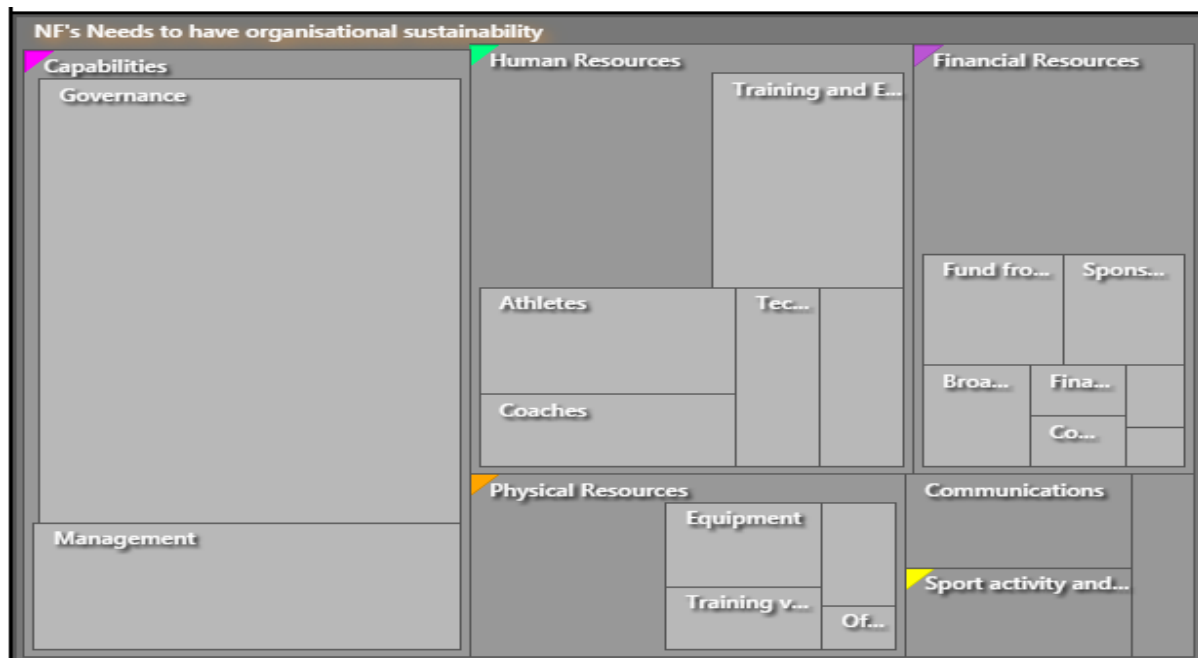 NF's Needs to have organisational sustainability
Capabilities
Governance
Management
Human Resources
Training and E...
Athletes
Coaches
Tec...
Financial Resources
Fund fro...
Spons...
Broa...
Fina...
Co...
Physical Resources
Equipment
Training v...
Of...
Communications
Sport activity and...